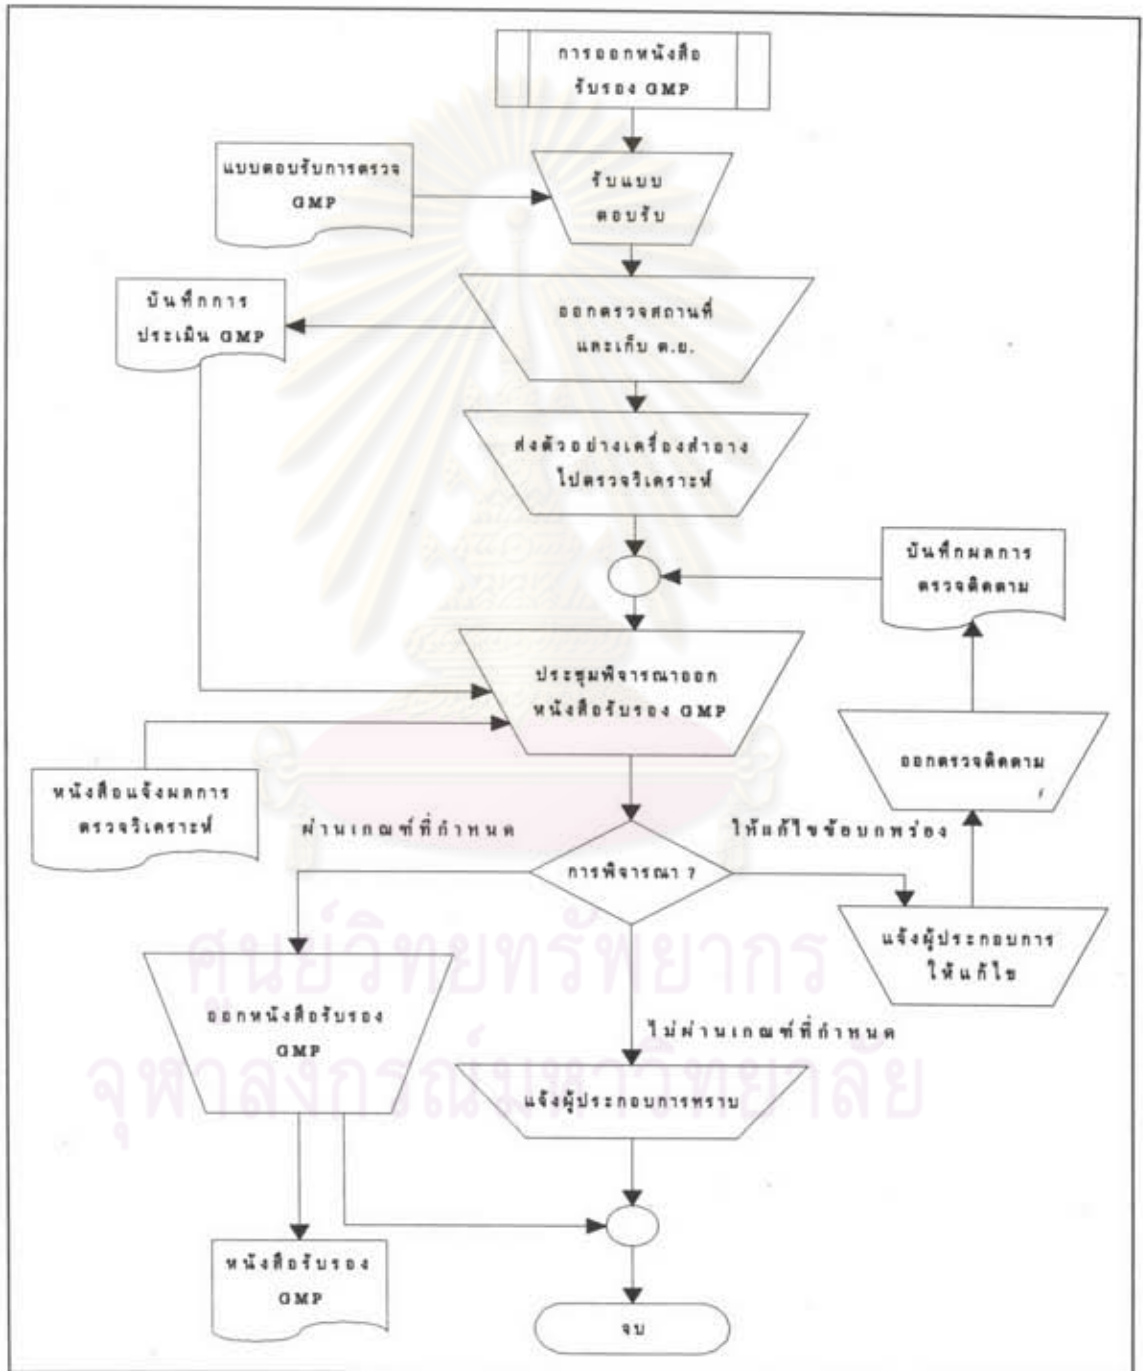 การออกหนังสือ
รับรอง GMP
แบบตอบรับการตรวจ
GMP
รับแบบ
ตอบรับ
บันทึกการ
ประเมิน GMP
ออกตรวจสถานที่
และเก็บ ต.ย.
ส่งตัวอย่างเครื่องสำอาง
ไปตรวจวิเคราะห์
บันทึกผลการ
ตรวจติดตาม
ประชุมพิจารณาออก
หนังสือรับรอง GMP
ออกตรวจติดตาม
หนังสือแจ้งผลการ
ตรวจวิเคราะห์
ผ่านเกณฑ์ที่กำหนด
ให้แก้ไขข้อบกพร่อง
การพิจารณา ?
แจ้งผู้ประกอบการ
ให้แก้ไข
ศูนย์วิทยทรัพยากร
จุฬาลงกรณ์มหาวิทยาลัย
ออกหนังสือรับรอง
GMP
ไม่ผ่านเกณฑ์ที่กำหนด
แจ้งผู้ประกอบการทราบ
หนังสือรับรอง
GMP
จบ